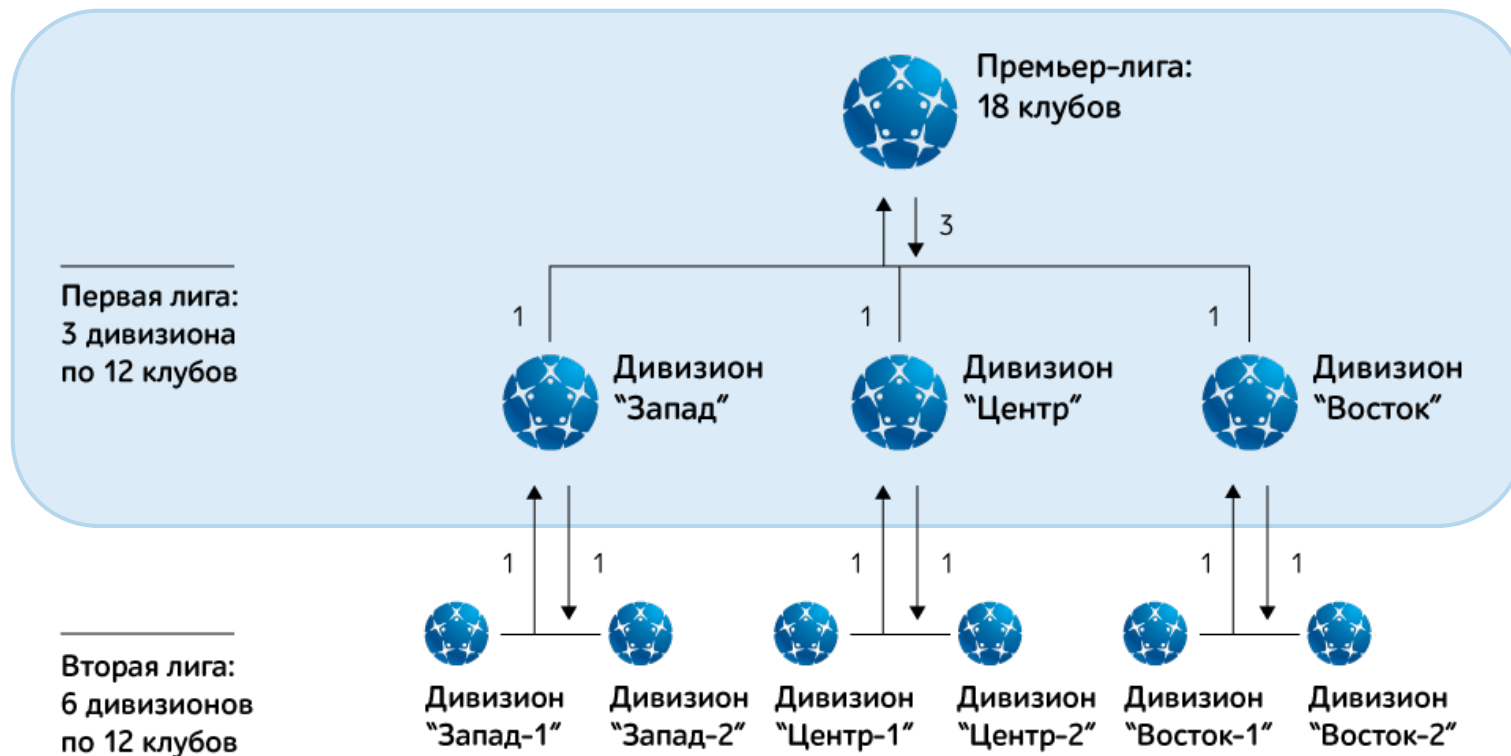 Премьер-лига:
18 клубов
3
Первая лига:
3 дивизиона
по 12 клубов
1
1
1
Дивизион
"Запад"
Дивизион
"Центр"
Дивизион
"Восток"
1
1
1
1
1
1
Вторая лига:
6 дивизионов
по 12 клубов
Дивизион
"Запад-1"
Дивизион
"Запад-2"
Дивизион
"Центр-1"
Дивизион
"Центр-2"
Дивизион
"Восток-1"
Дивизион
"Восток-2"